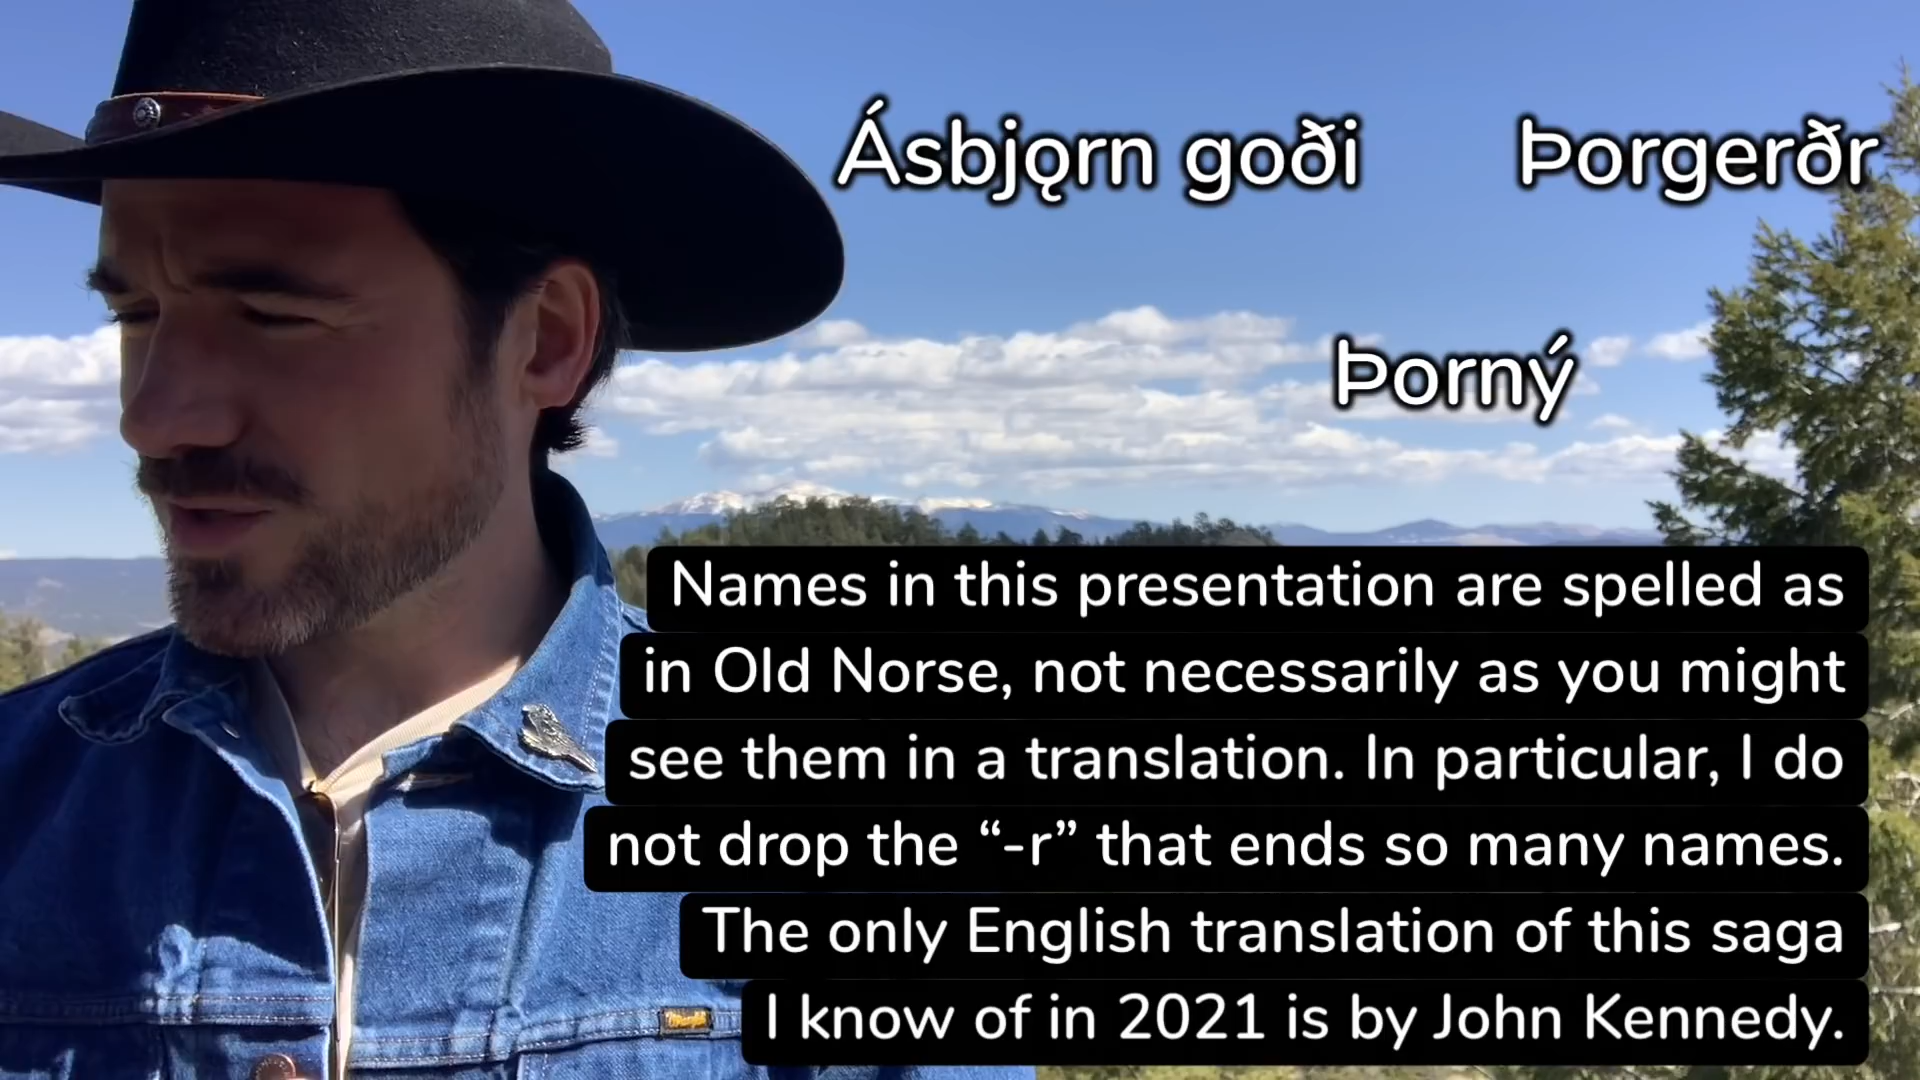 Ásbjǫrn goði Þorgerðr
Þorný
Names in this presentation are spelled as
in Old Norse, not necessarily as you might
see them in a translation. In particular, I do
not drop the “-r” that ends so many names.
The only English translation of this saga
I know of in 2021 is by John Kennedy.
Wrangler